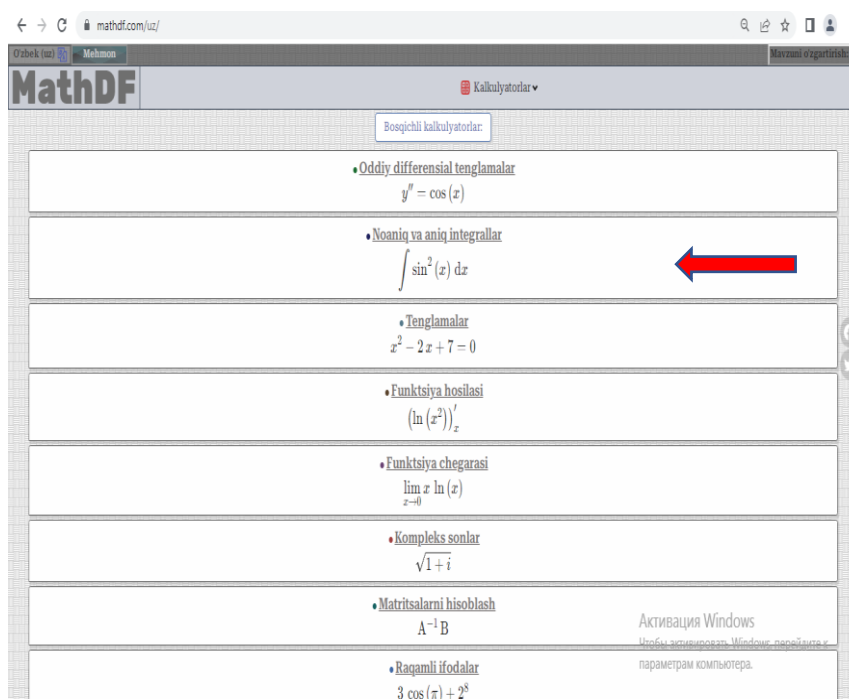 mathdf.com/uz/
O'zbek (uz) Mehmon Mavzuni o'zgartirish:
MathDF
Kalkulyatorlar
Bosqichli kalkulyatorlar:
Oddiy differensial tenglamalar
y″ = cos (x)
Noaniq va aniq integrallar
∫ sin² (x) dx
Tenglamalar
x² − 2 x + 7 = 0
Funktsiya hosilasi
(ln (x²))′ₓ
Funktsiya chegarasi
lim x ln (x)
x→0
Kompleks sonlar
√(1 + i)
Matritsalarni hisoblash
A⁻¹ B
Активация Windows
Чтобы активировать Windows, перейдите к
параметрам компьютера.
Raqamli ifodalar
3 cos (π) + 2⁸